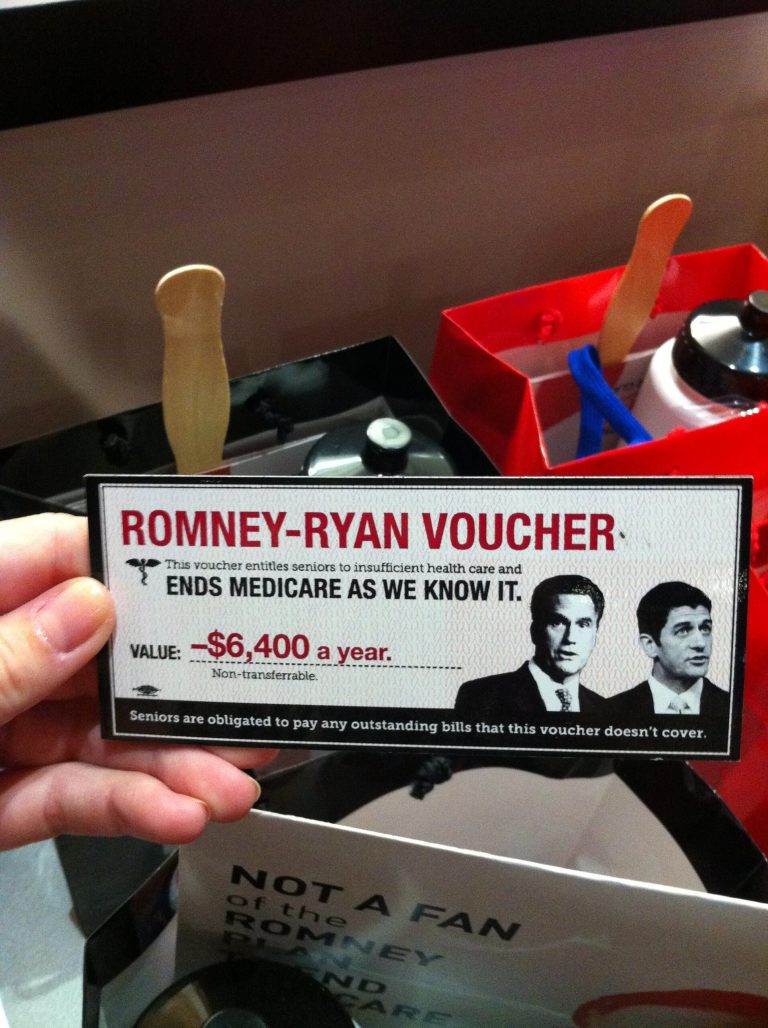 ROMNEY-RYAN VOUCHER
This voucher entitles seniors to insufficient health care and
ENDS MEDICARE AS WE KNOW IT.
VALUE: –$6,400 a year.
Non-transferrable.
Seniors are obligated to pay any outstanding bills that this voucher doesn't cover.
NOT A FAN
of the
ROMNEY
PLAN